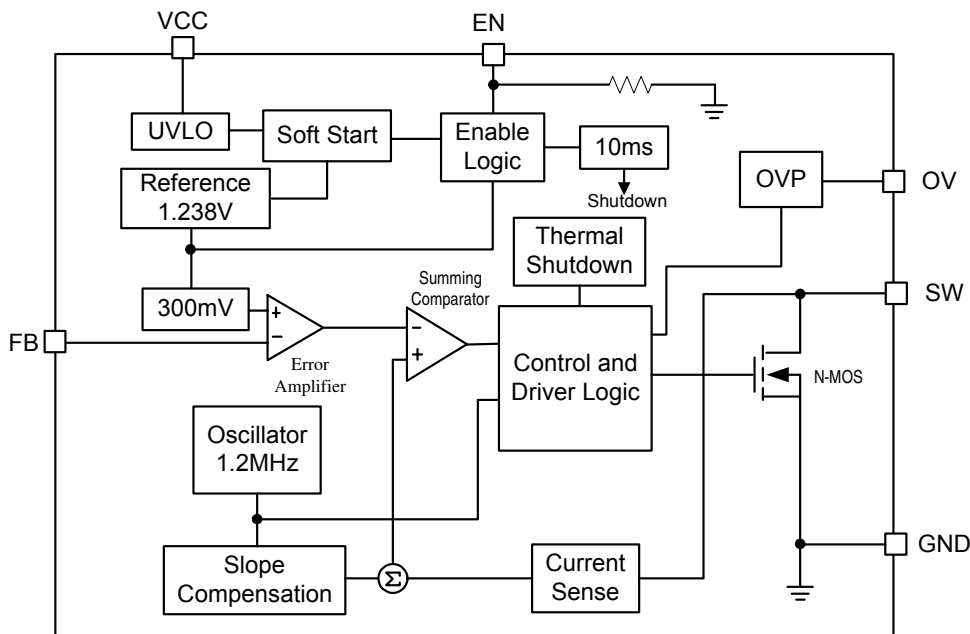 VCC
EN
UVLO
Soft Start
Enable
Logic
10ms
Shutdown
OVP
OV
Reference
1.238V
Thermal
Shutdown
300mV
Summing
Comparator
SW
FB
+
−
Error
Amplifier
−
+
Control and
Driver Logic
N-MOS
Oscillator
1.2MHz
GND
Slope
Compensation
Σ
Current
Sense